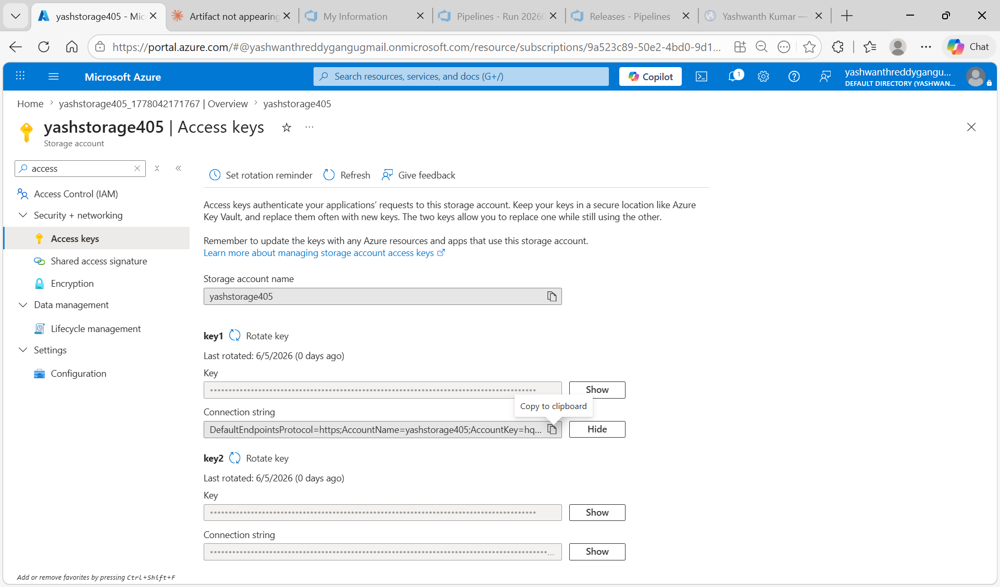 yashstorage405 - Mic
Artifact not appearing
My Information
Pipelines - Run 20260
Releases - Pipelines
Yashwanth Kumar —
https://portal.azure.com/#@yashwanthreddygangugmail.onmicrosoft.com/resource/subscriptions/9a523c89-50e2-4bd0-9d1...
Chat
Microsoft Azure
Search resources, services, and docs (G+/)
Copilot
1
yashwanthreddygangu...
DEFAULT DIRECTORY (YASHWAN...
Home > yashstorage405_1778042171767 | Overview > yashstorage405
yashstorage405 | Access keys
Storage account
access
Access Control (IAM)
Security + networking
Access keys
Shared access signature
Encryption
Data management
Lifecycle management
Settings
Configuration
Set rotation reminder
Refresh
Give feedback
Access keys authenticate your applications’ requests to this storage account. Keep your keys in a secure location like Azure
Key Vault, and replace them often with new keys. The two keys allow you to replace one while still using the other.
Remember to update the keys with any Azure resources and apps that use this storage account.
Learn more about managing storage account access keys
Storage account name
yashstorage405
key1
Rotate key
Last rotated: 6/5/2026 (0 days ago)
Key
Show
Copy to clipboard
Connection string
DefaultEndpointsProtocol=https;AccountName=yashstorage405;AccountKey=hq...
Hide
key2
Rotate key
Last rotated: 6/5/2026 (0 days ago)
Key
Show
Connection string
Show
Add or remove favorites by pressing Ctrl+Shift+F